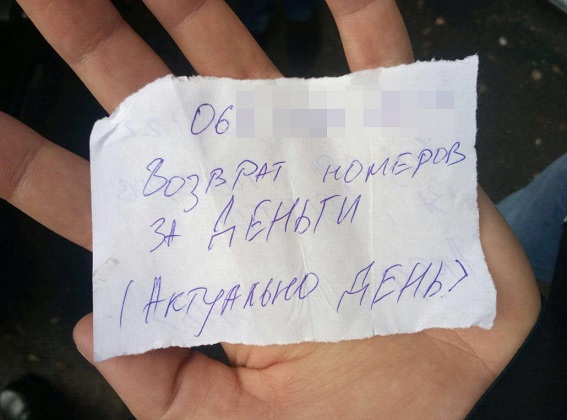 06
Возврат номеров
за деньги
(Актуально день)